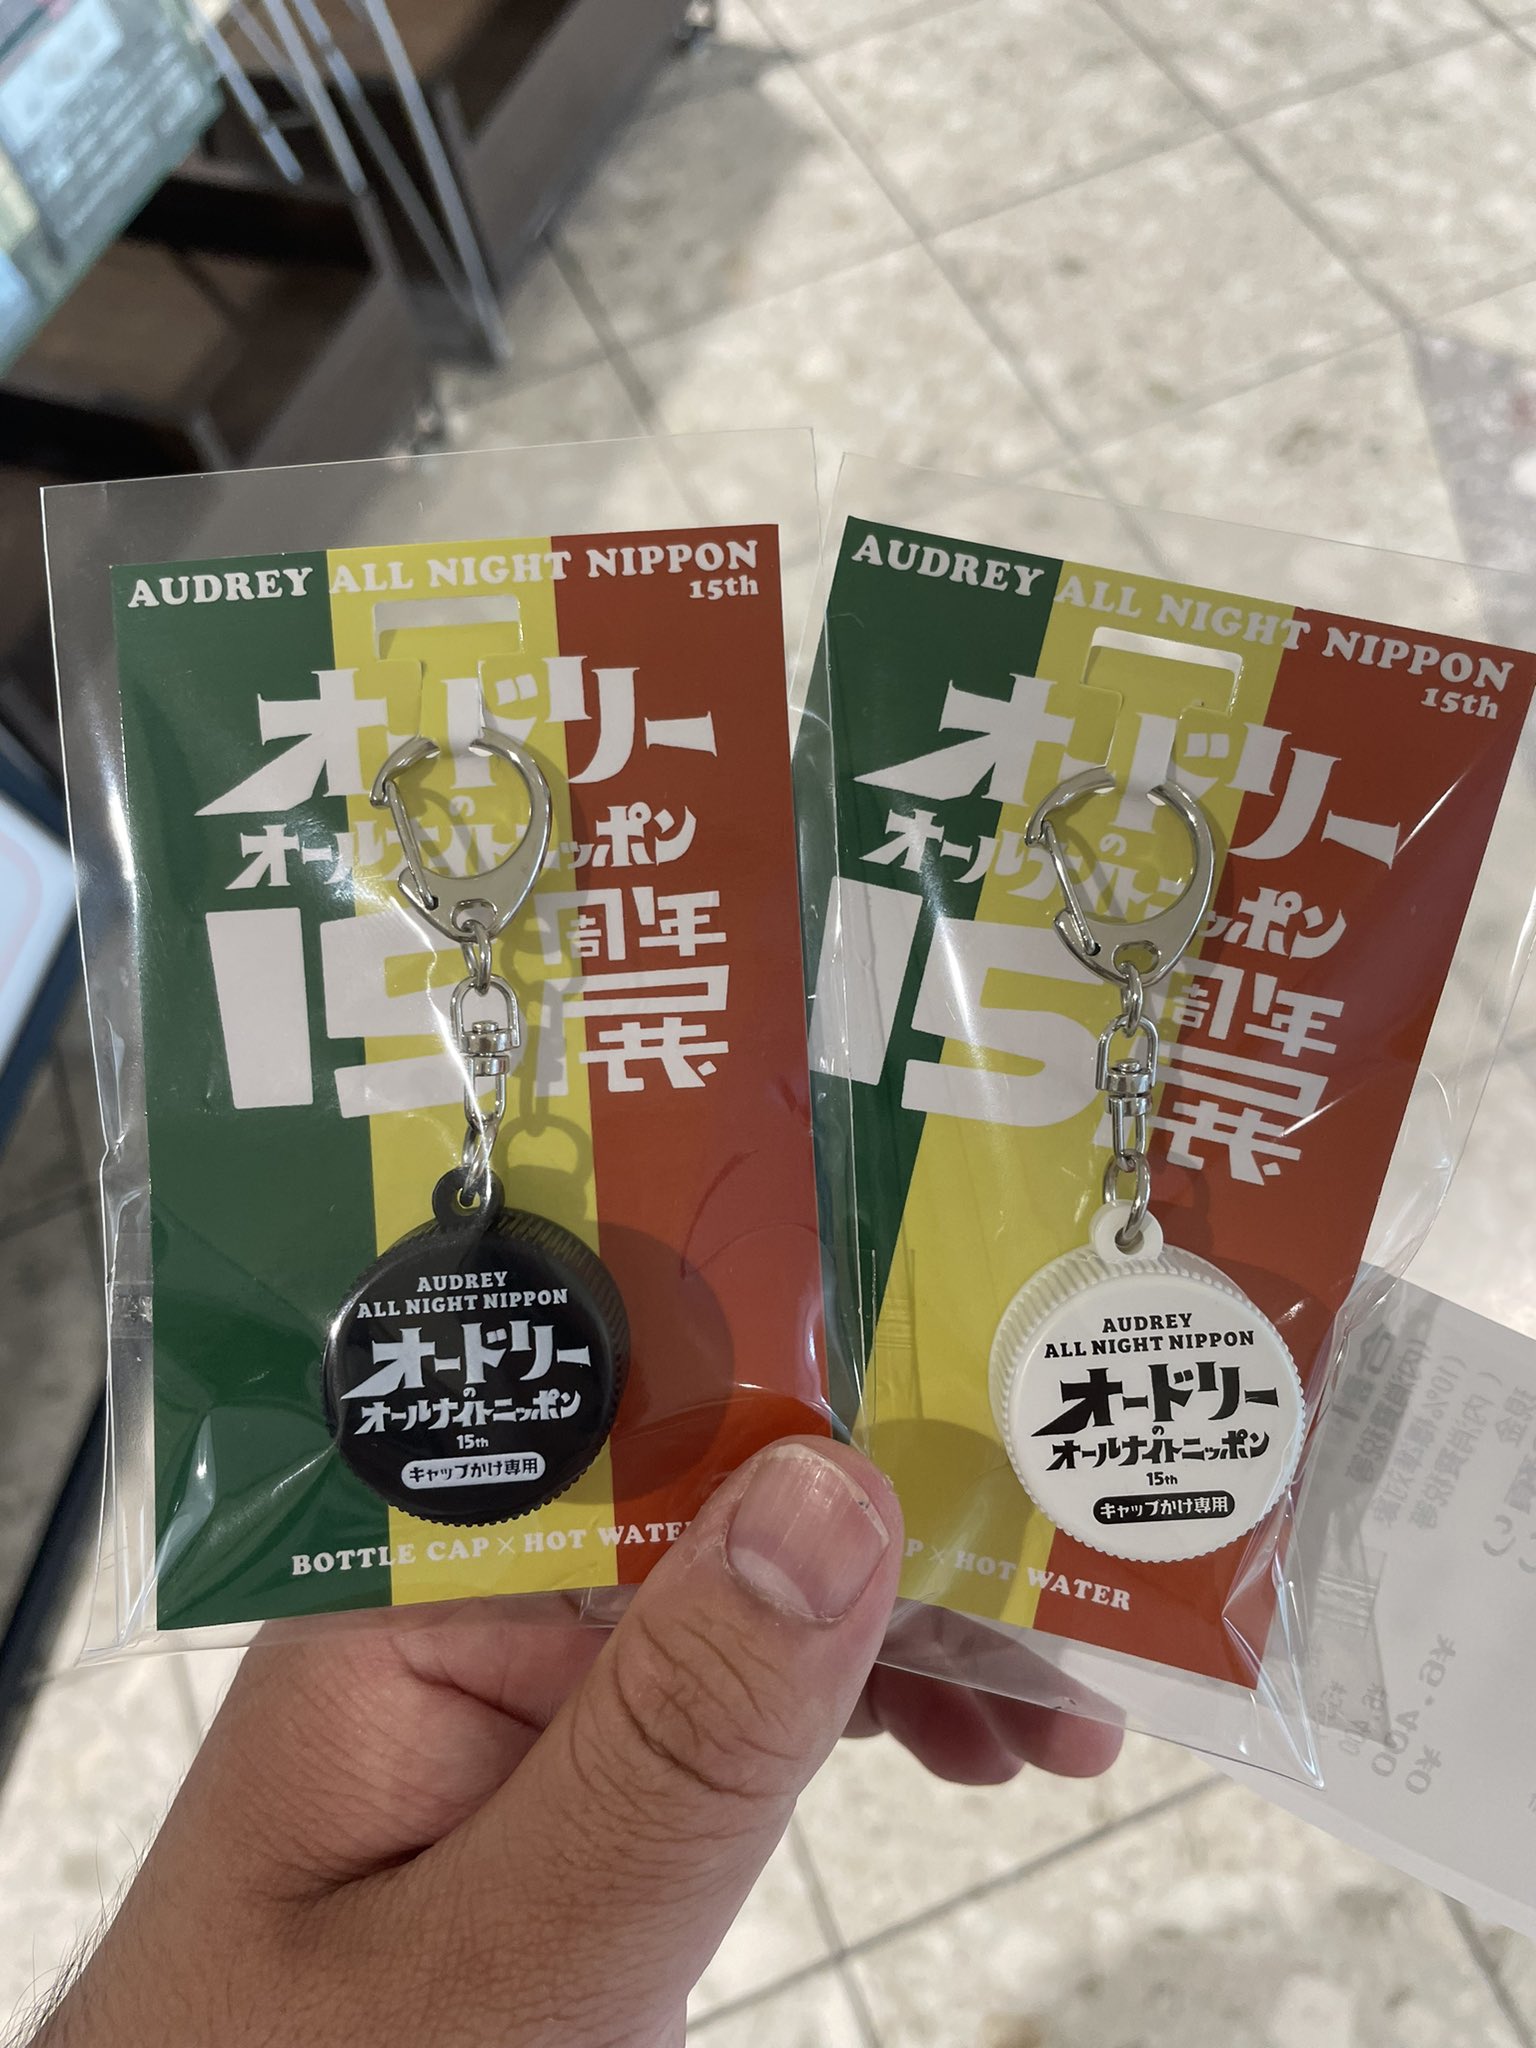 AUDREY ALL NIGHT NIPPON
15th
オードリー
の
オールナイトニッポン
15周年
展
AUDREY
ALL NIGHT NIPPON
オードリー
の
オールナイトニッポン
15th
キャップかけ専用
BOTTLE CAP×HOT WATE
AUDREY ALL NIGHT NIPPON
15th
オードリー
の
オールナイトニッポン
15周年
展
AUDREY
ALL NIGHT NIPPON
オードリー
の
オールナイトニッポン
15th
キャップかけ専用
P×HOT WATER
¥6,400
¥0